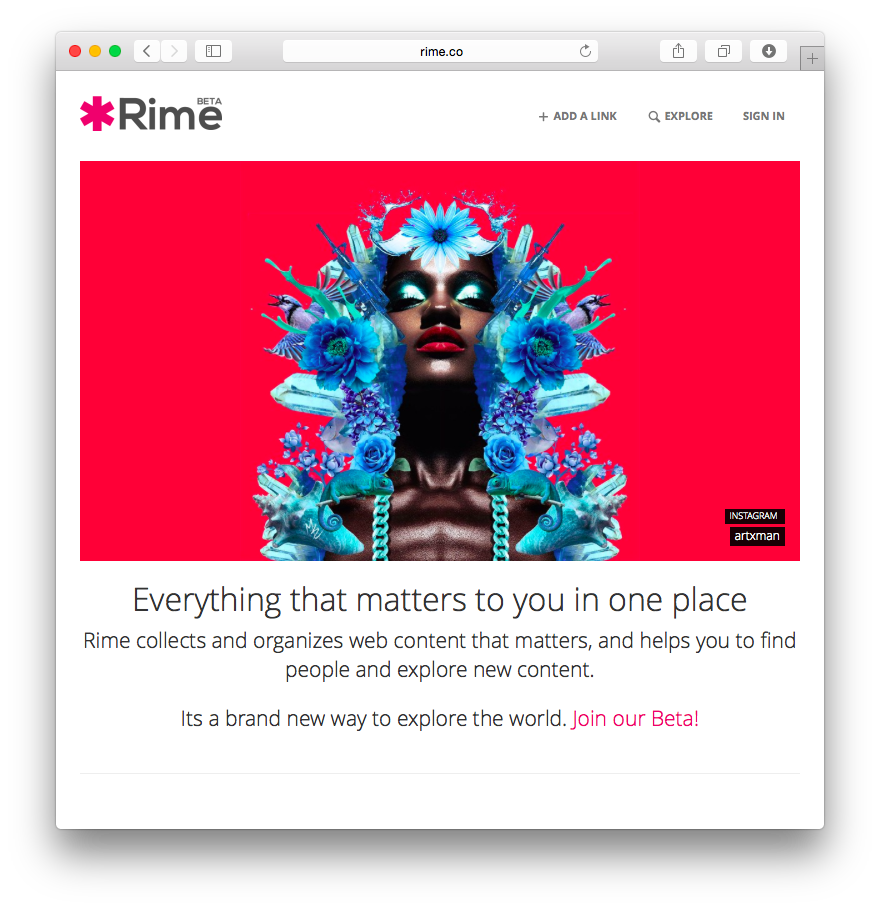 rime.co
Rime BETA
ADD A LINK EXPLORE SIGN IN
INSTAGRAM
artxman
Everything that matters to you in one place
Rime collects and organizes web content that matters, and helps you to find
people and explore new content.
Its a brand new way to explore the world. Join our Beta!